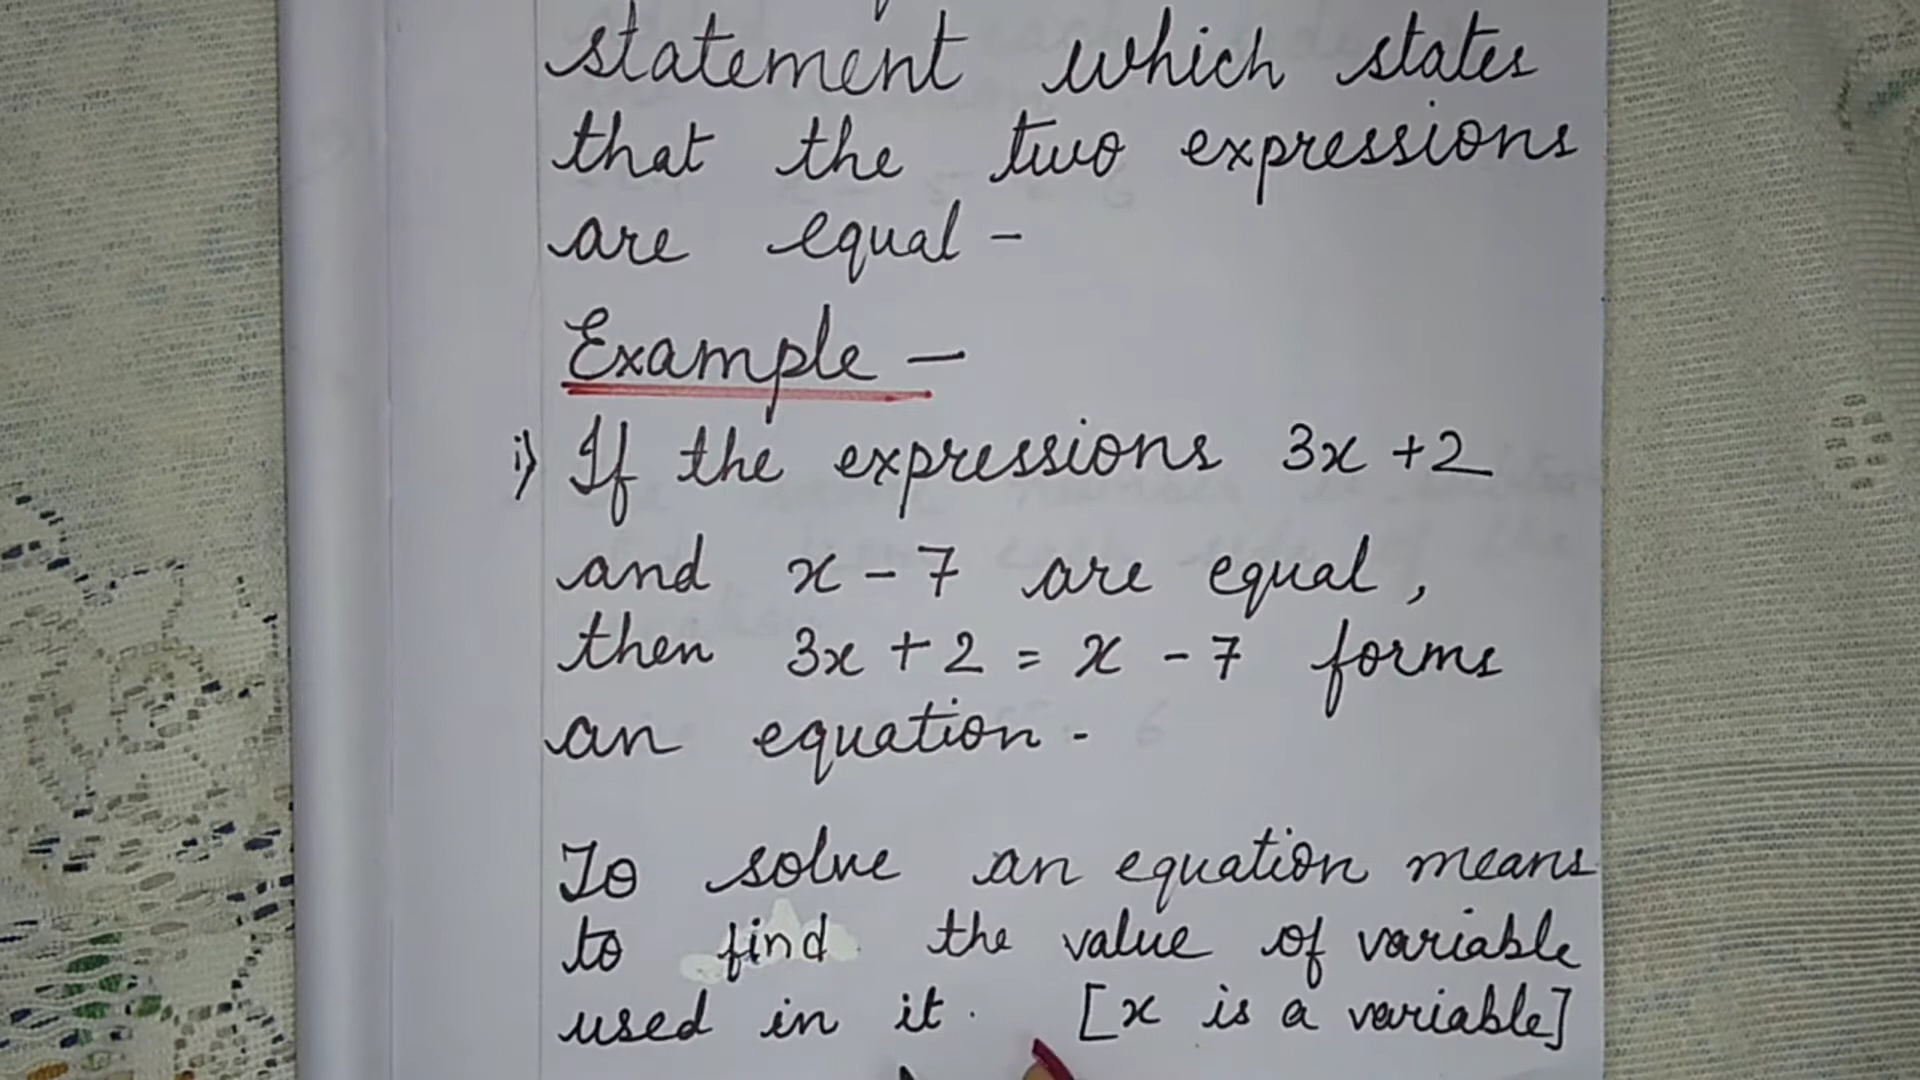 statement which states
that the two expressions
are equal -
Example -
i) If the expressions 3x + 2
and x - 7 are equal,
then 3x + 2 = x - 7 forms
an equation -
To solve an equation means
to find the value of variable
used in it. [x is a variable]